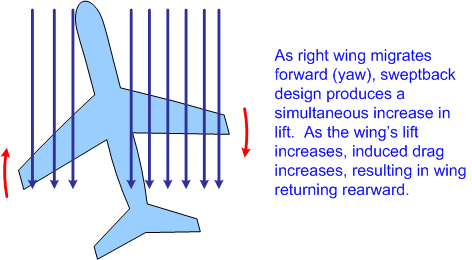 As right wing migrates
forward (yaw), sweptback
design produces a
simultaneous increase in
lift.  As the wing's lift
increases, induced drag
increases, resulting in wing
returning rearward.